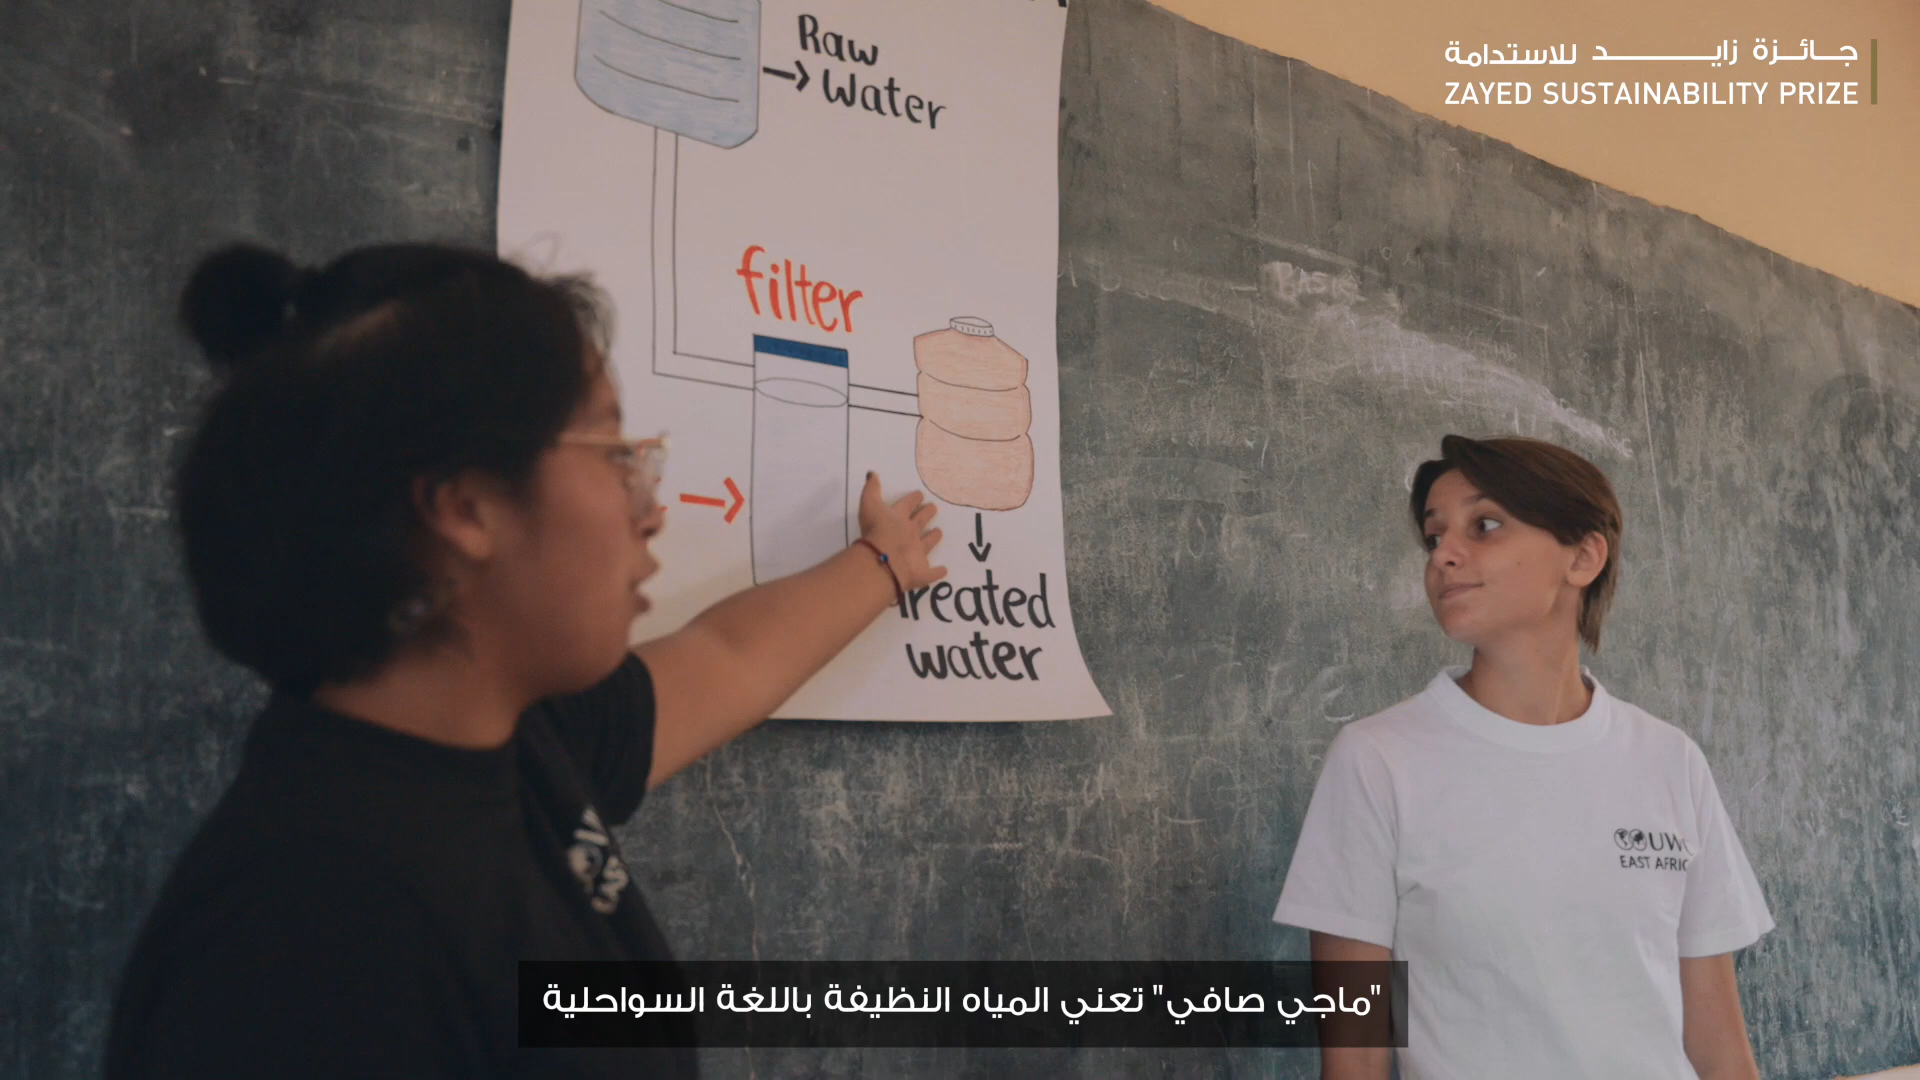 جائزة زايد للاستدامة
ZAYED SUSTAINABILITY PRIZE
Raw
Water
filter
Treated
water
UWC
EAST AFRIC
"ماجي صافي" تعني المياه النظيفة باللغة السواحلية